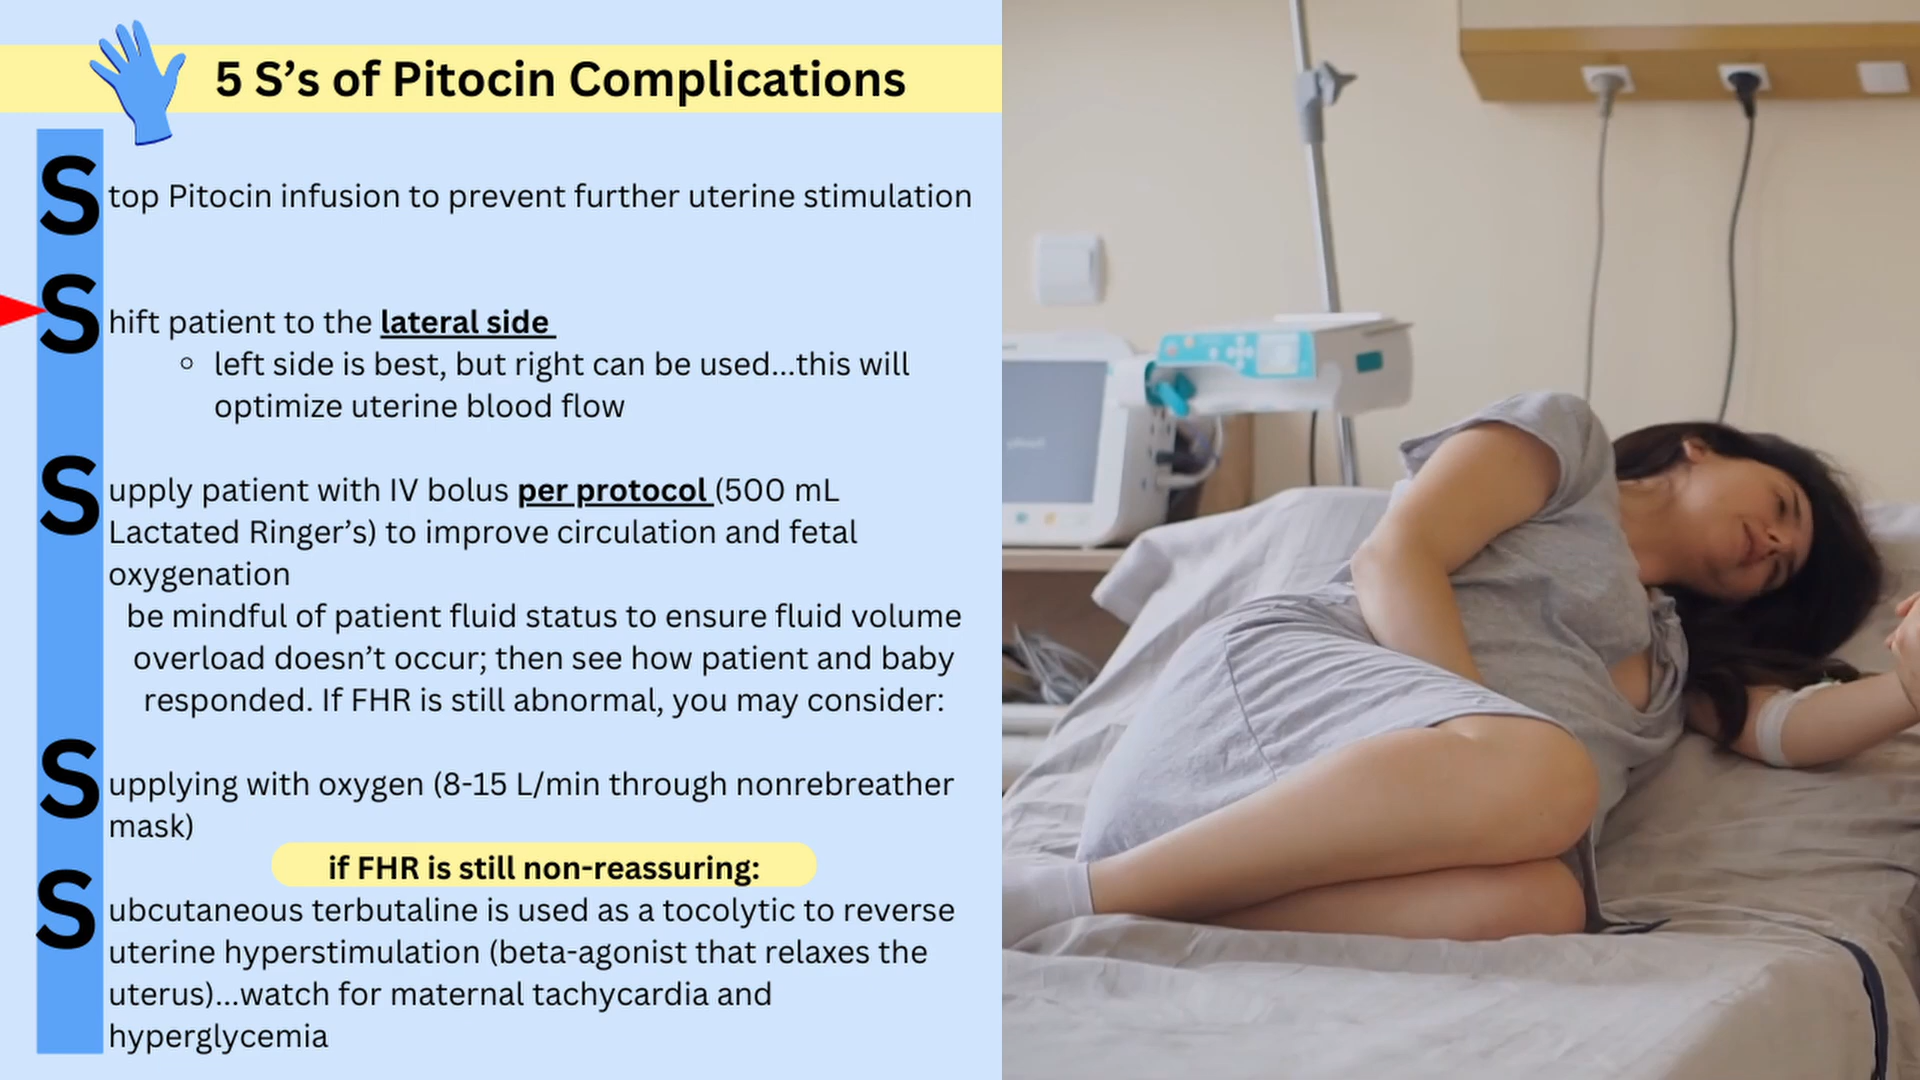 5 S’s of Pitocin Complications
Stop Pitocin infusion to prevent further uterine stimulation
Shift patient to the lateral side
left side is best, but right can be used...this will
optimize uterine blood flow
Supply patient with IV bolus per protocol (500 mL
Lactated Ringer’s) to improve circulation and fetal
oxygenation
be mindful of patient fluid status to ensure fluid volume
overload doesn’t occur; then see how patient and baby
responded. If FHR is still abnormal, you may consider:
Supplying with oxygen (8-15 L/min through nonrebreather
mask)
if FHR is still non-reassuring:
Subcutaneous terbutaline is used as a tocolytic to reverse
uterine hyperstimulation (beta-agonist that relaxes the
uterus)...watch for maternal tachycardia and
hyperglycemia